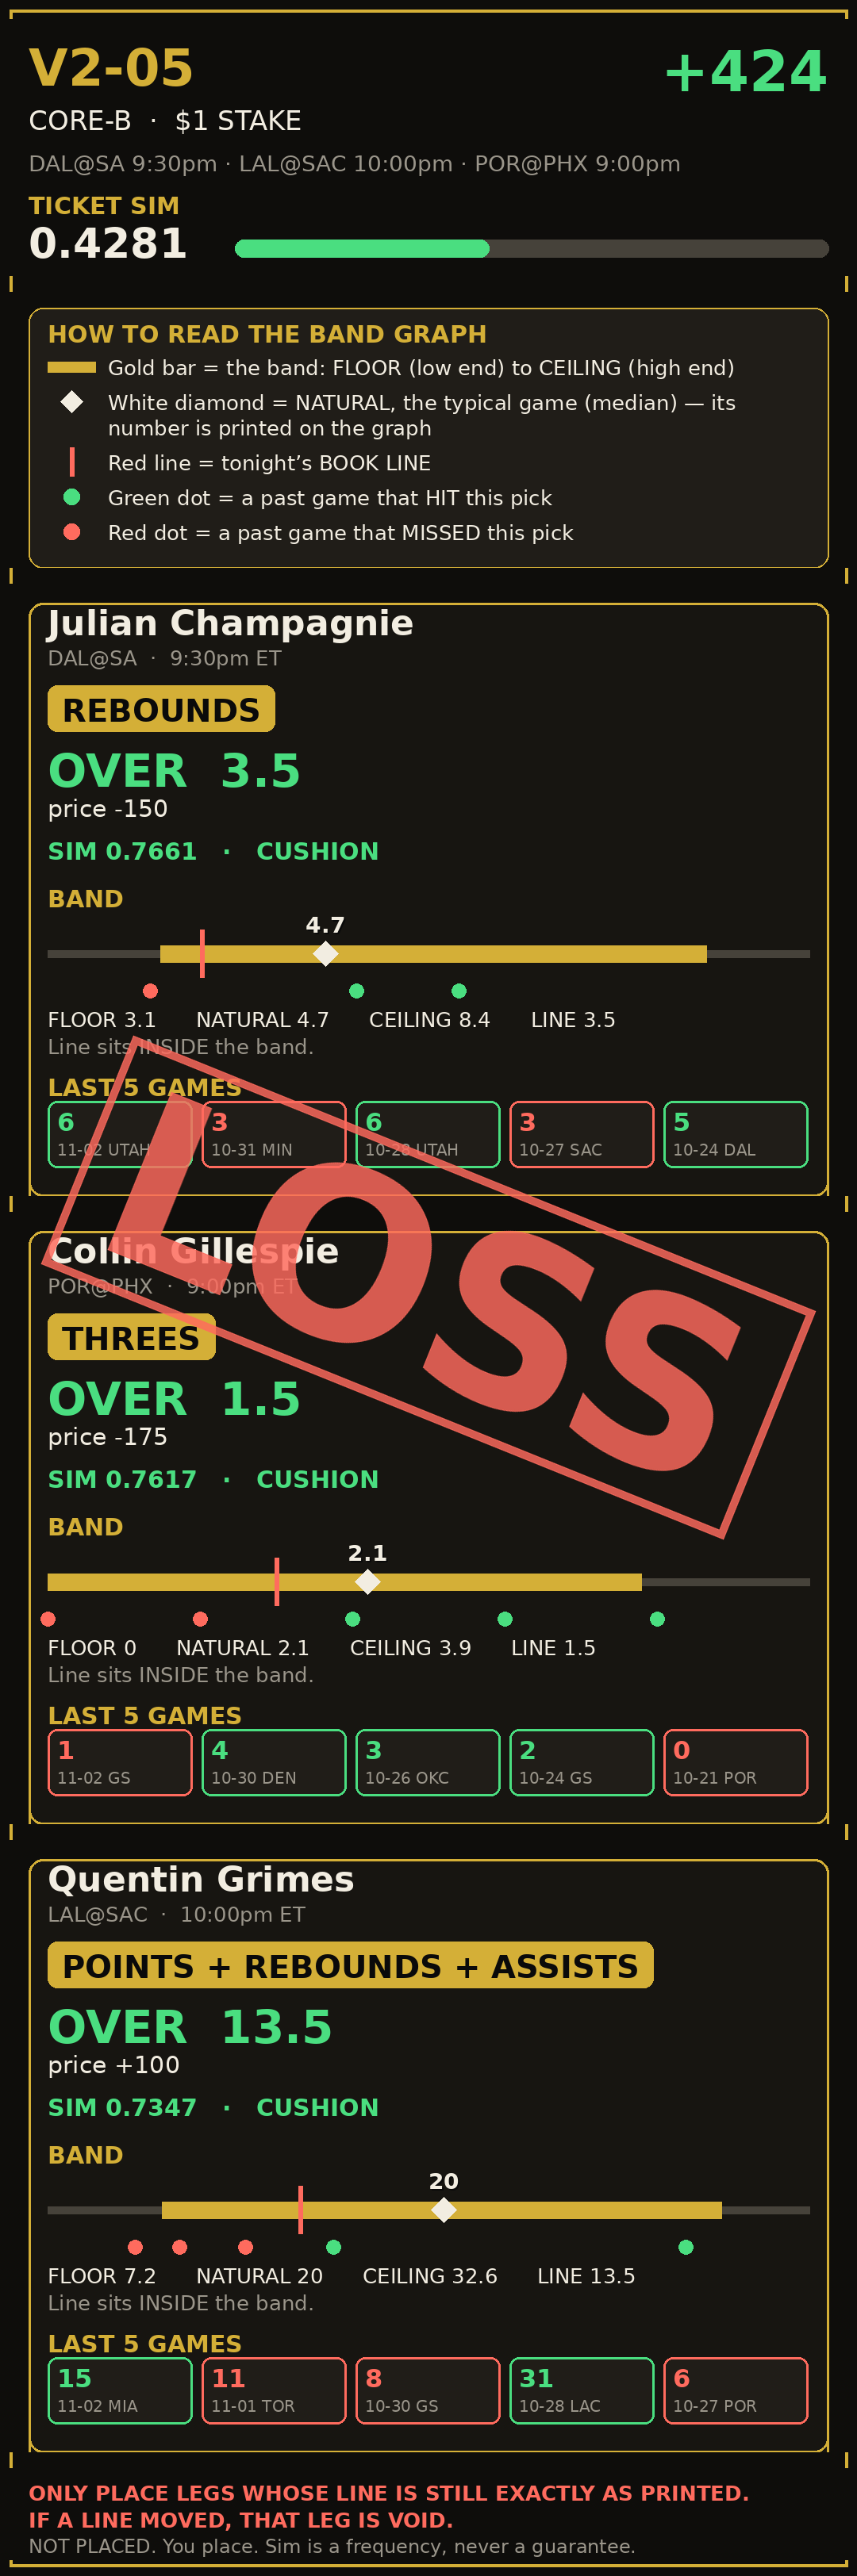 V2-05
+424
CORE-B · $1 STAKE
DAL@SA 9:30pm · LAL@SAC 10:00pm · POR@PHX 9:00pm
TICKET SIM
0.4281
HOW TO READ THE BAND GRAPH
Gold bar = the band: FLOOR (low end) to CEILING (high end)
White diamond = NATURAL, the typical game (median) — its
number is printed on the graph
Red line = tonight’s BOOK LINE
Green dot = a past game that HIT this pick
Red dot = a past game that MISSED this pick
Julian Champagnie
DAL@SA · 9:30pm ET
REBOUNDS
OVER 3.5
price -150
SIM 0.7661 · CUSHION
BAND
4.7
FLOOR 3.1 NATURAL 4.7 CEILING 8.4 LINE 3.5
Line sits INSIDE the band.
LAST 5 GAMES
6 3 6 3 5
11-02 UTAH 10-31 MIN 10-28 UTAH 10-27 SAC 10-24 DAL
LOSS
Collin Gillespie
POR@PHX · 9:00pm ET
THREES
OVER 1.5
price -175
SIM 0.7617 · CUSHION
BAND
2.1
FLOOR 0 NATURAL 2.1 CEILING 3.9 LINE 1.5
Line sits INSIDE the band.
LAST 5 GAMES
1 4 3 2 0
11-02 GS 10-30 DEN 10-26 OKC 10-24 GS 10-21 POR
Quentin Grimes
LAL@SAC · 10:00pm ET
POINTS + REBOUNDS + ASSISTS
OVER 13.5
price +100
SIM 0.7347 · CUSHION
BAND
20
FLOOR 7.2 NATURAL 20 CEILING 32.6 LINE 13.5
Line sits INSIDE the band.
LAST 5 GAMES
15 11 8 31 6
11-02 MIA 11-01 TOR 10-30 GS 10-28 LAC 10-27 POR
ONLY PLACE LEGS WHOSE LINE IS STILL EXACTLY AS PRINTED.
IF A LINE MOVED, THAT LEG IS VOID.
NOT PLACED. You place. Sim is a frequency, never a guarantee.